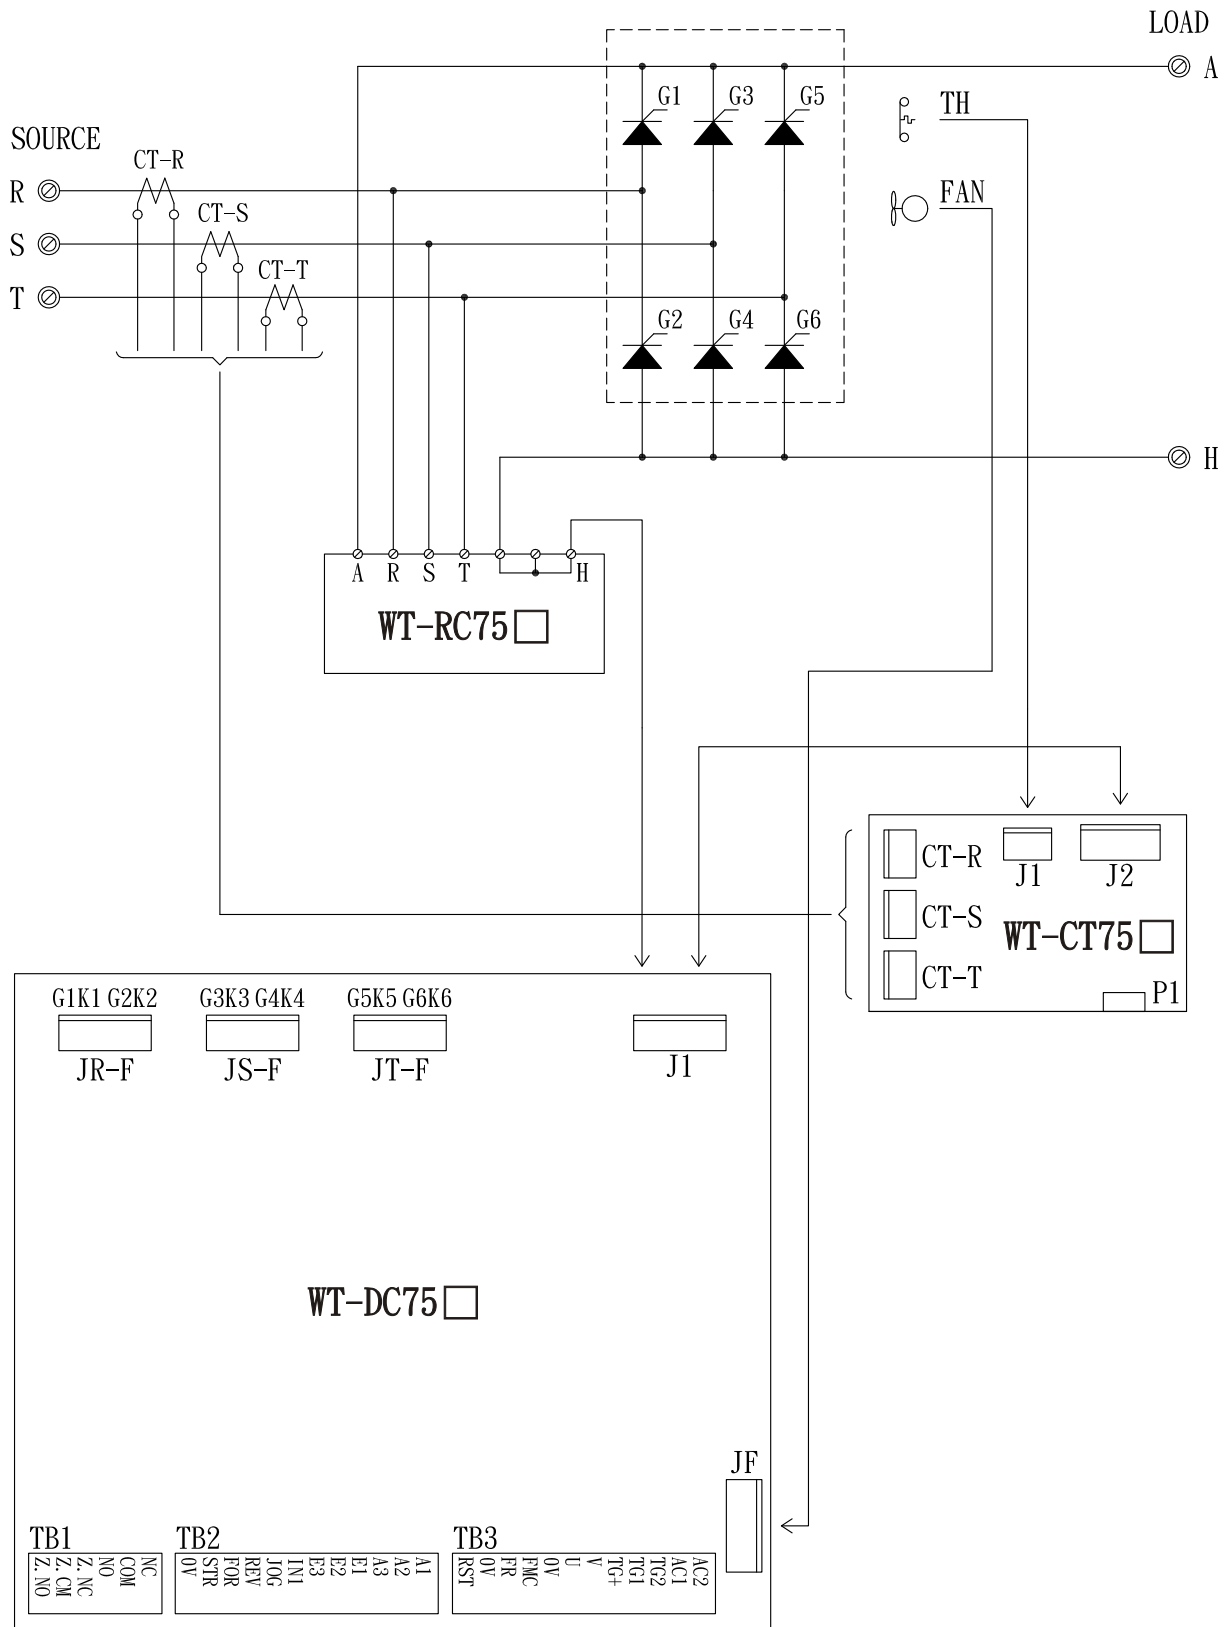 LOAD
A
G1 G3 G5
TH
SOURCE
CT-R
R
FAN
CT-S
S
CT-T
T
G2 G4 G6
H
A R S T H
WT-RC75□
CT-R
J1 J2
CT-S
WT-CT75□
CT-T
P1
G1K1 G2K2 G3K3 G4K4 G5K5 G6K6
JR-F JS-F JT-F J1
WT-DC75□
JF
TB1 TB2 TB3
Z.NO
Z.CM
Z.NC
NO
COM
NC
0V
STR
FOR
REV
JOG
IN1
E3
E2
E1
A3
A2
A1
RST
0V
FR
FMC
0V
U
V
TG+
TG1
TG2
AC1
AC2